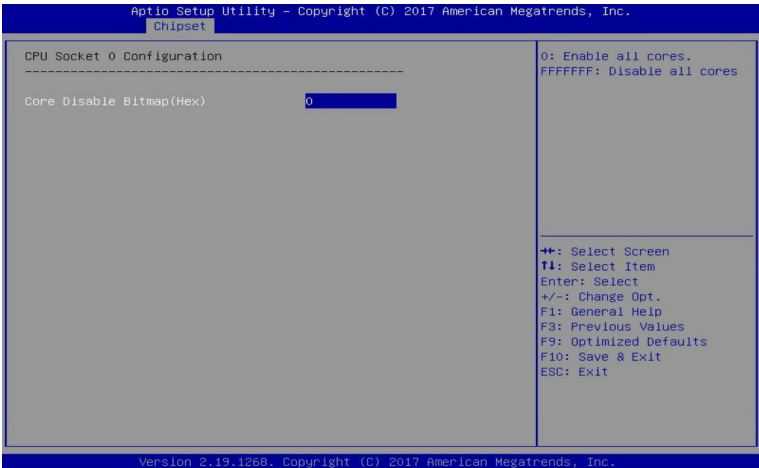 Aptio Setup Utility – Copyright (C) 2017 American Megatrends, Inc.
Chipset
CPU Socket 0 Configuration
--------------------------------------------------
Core Disable Bitmap(Hex) 0
0: Enable all cores.
FFFFFFF: Disable all cores
→←: Select Screen
↑↓: Select Item
Enter: Select
+/-: Change Opt.
F1: General Help
F3: Previous Values
F9: Optimized Defaults
F10: Save & Exit
ESC: Exit
Version 2.19.1268. Copyright (C) 2017 American Megatrends, Inc.